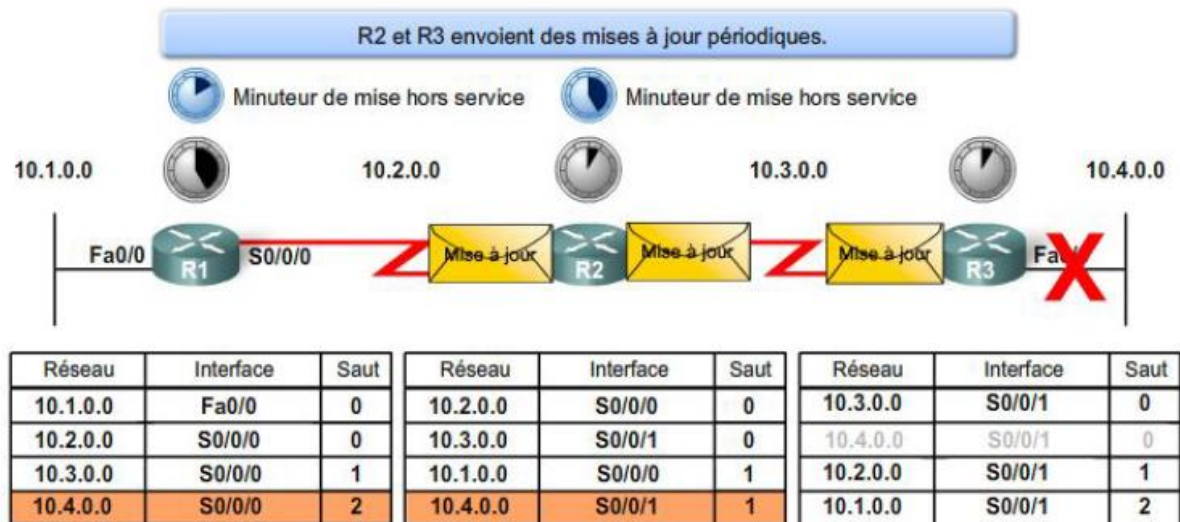 R2 et R3 envoient des mises à jour périodiques.
Minuteur de mise hors service
Minuteur de mise hors service
10.1.0.0
10.2.0.0
10.3.0.0
10.4.0.0
Fa0/0
R1
S0/0/0
Mise à jour
R2
Mise à jour
Mise à jour
R3
Réseau Interface Saut
10.1.0.0 Fa0/0 0
10.2.0.0 S0/0/0 0
10.3.0.0 S0/0/0 1
10.4.0.0 S0/0/0 2
Réseau Interface Saut
10.2.0.0 S0/0/0 0
10.3.0.0 S0/0/1 0
10.1.0.0 S0/0/0 1
10.4.0.0 S0/0/1 1
Réseau Interface Saut
10.3.0.0 S0/0/1 0
10.4.0.0 S0/0/1 0
10.2.0.0 S0/0/1 1
10.1.0.0 S0/0/1 2